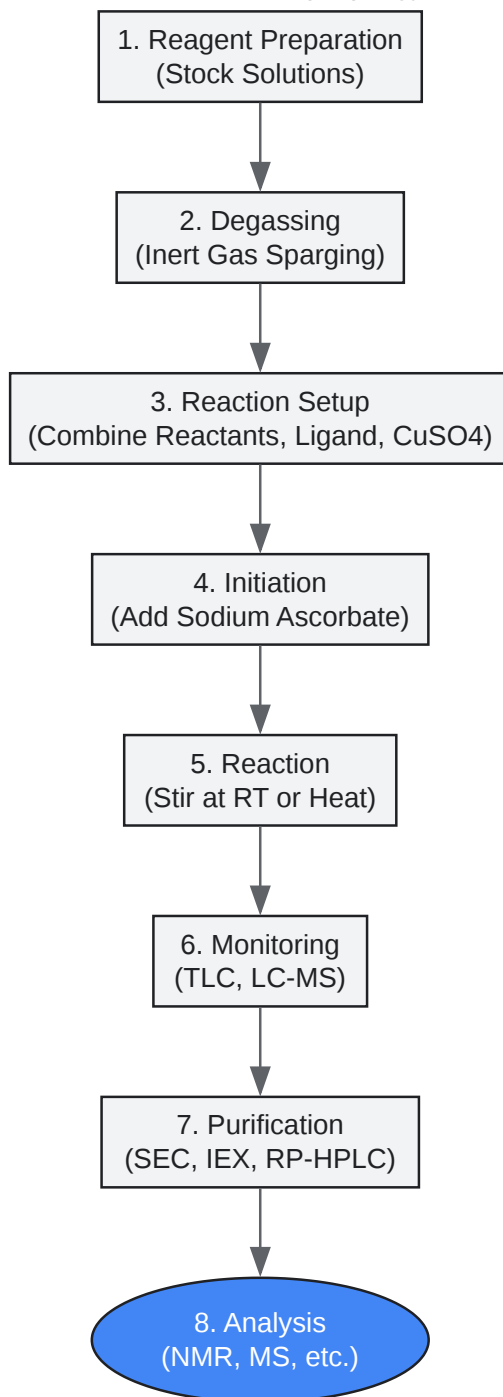 1. Reagent Preparation
(Stock Solutions)
2. Degassing
(Inert Gas Sparging)
3. Reaction Setup
(Combine Reactants, Ligand, CuSO4)
4. Initiation
(Add Sodium Ascorbate)
5. Reaction
(Stir at RT or Heat)
6. Monitoring
(TLC, LC-MS)
7. Purification
(SEC, IEX, RP-HPLC)
8. Analysis
(NMR, MS, etc.)